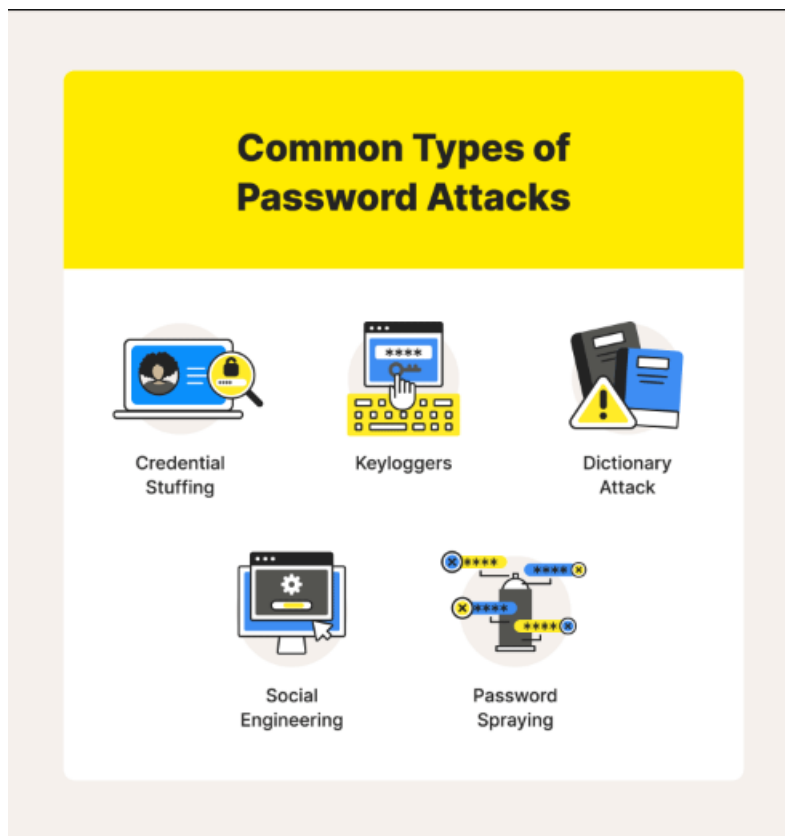 Common Types of
Password Attacks
****
Credential
Stuffing
Keyloggers
Dictionary
Attack
****
****
****
****
Social
Engineering
Password
Spraying